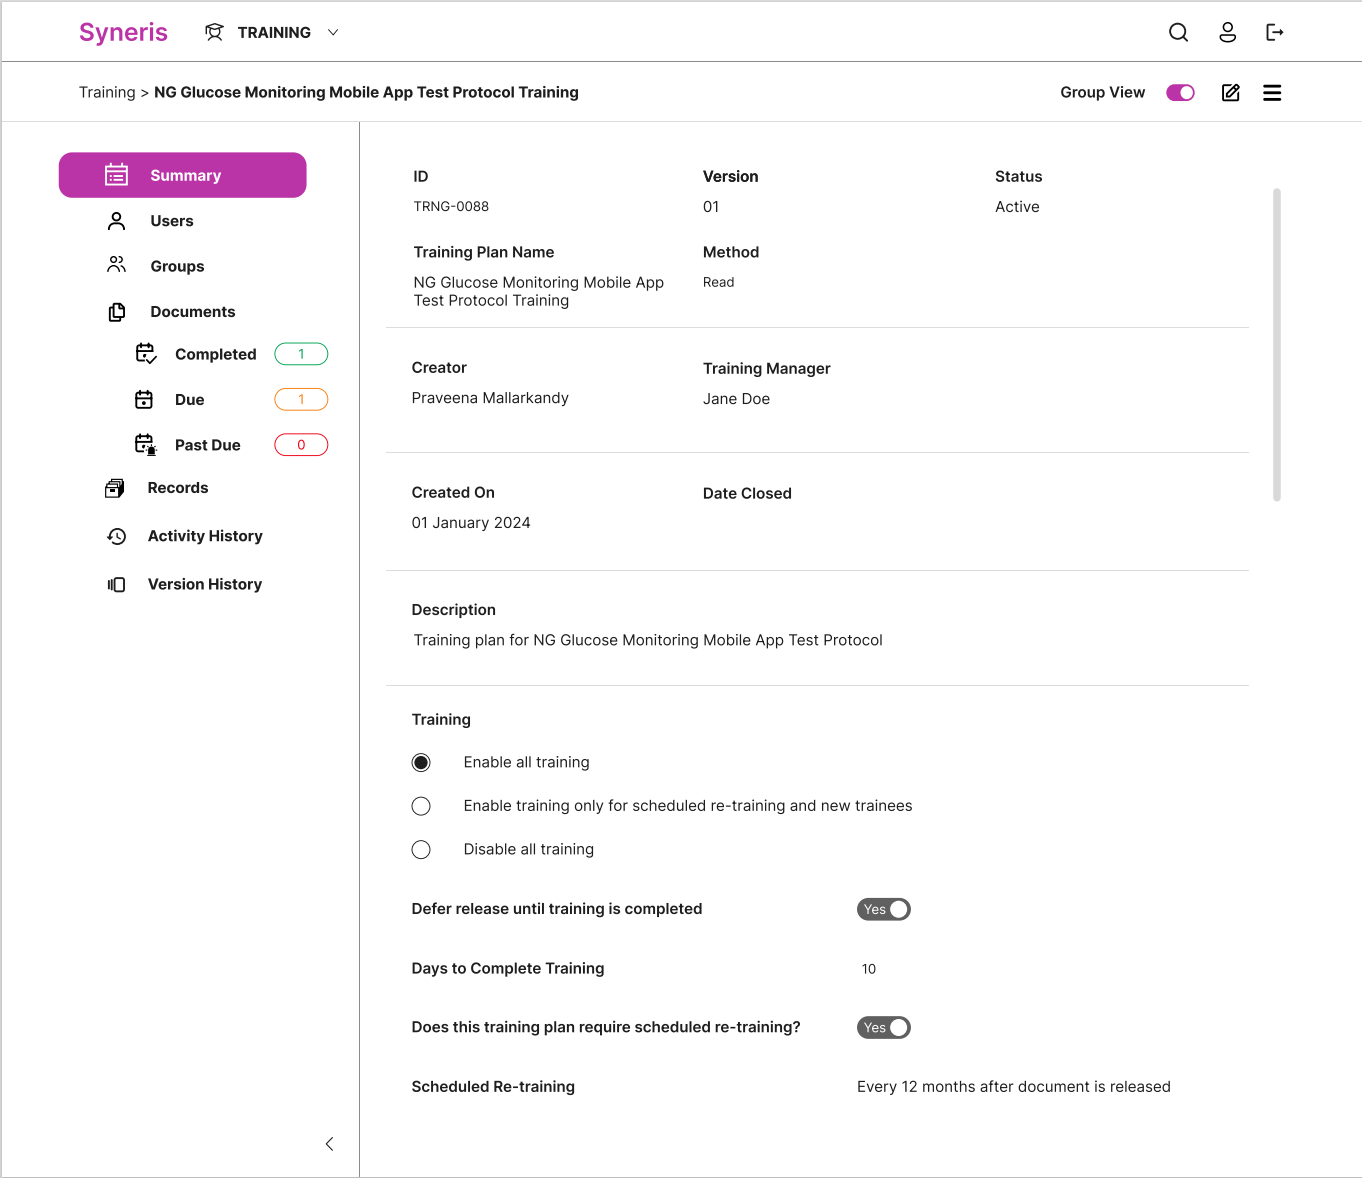 Syneris
TRAINING
Training > NG Glucose Monitoring Mobile App Test Protocol Training
Group View
Summary
Users
Groups
Documents
Completed 1
Due 1
Past Due 0
Records
Activity History
Version History
ID Version Status
TRNG-0088 01 Active
Training Plan Name Method
NG Glucose Monitoring Mobile App Read
Test Protocol Training
Creator Training Manager
Praveena Mallarkandy Jane Doe
Created On Date Closed
01 January 2024
Description
Training plan for NG Glucose Monitoring Mobile App Test Protocol
Training
Enable all training
Enable training only for scheduled re-training and new trainees
Disable all training
Defer release until training is completed Yes
Days to Complete Training 10
Does this training plan require scheduled re-training? Yes
Scheduled Re-training Every 12 months after document is released